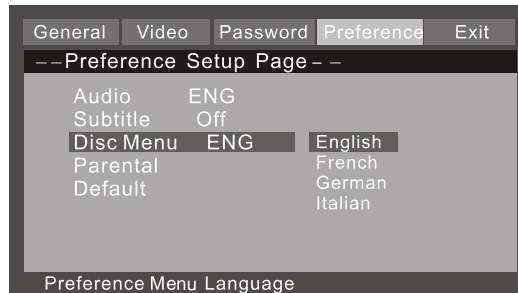 General Video Password Preference Exit
--Preference Setup Page--
Audio ENG
Subtitle Off
Disc Menu ENG English
Parental French
Default German
Italian
Preference Menu Language